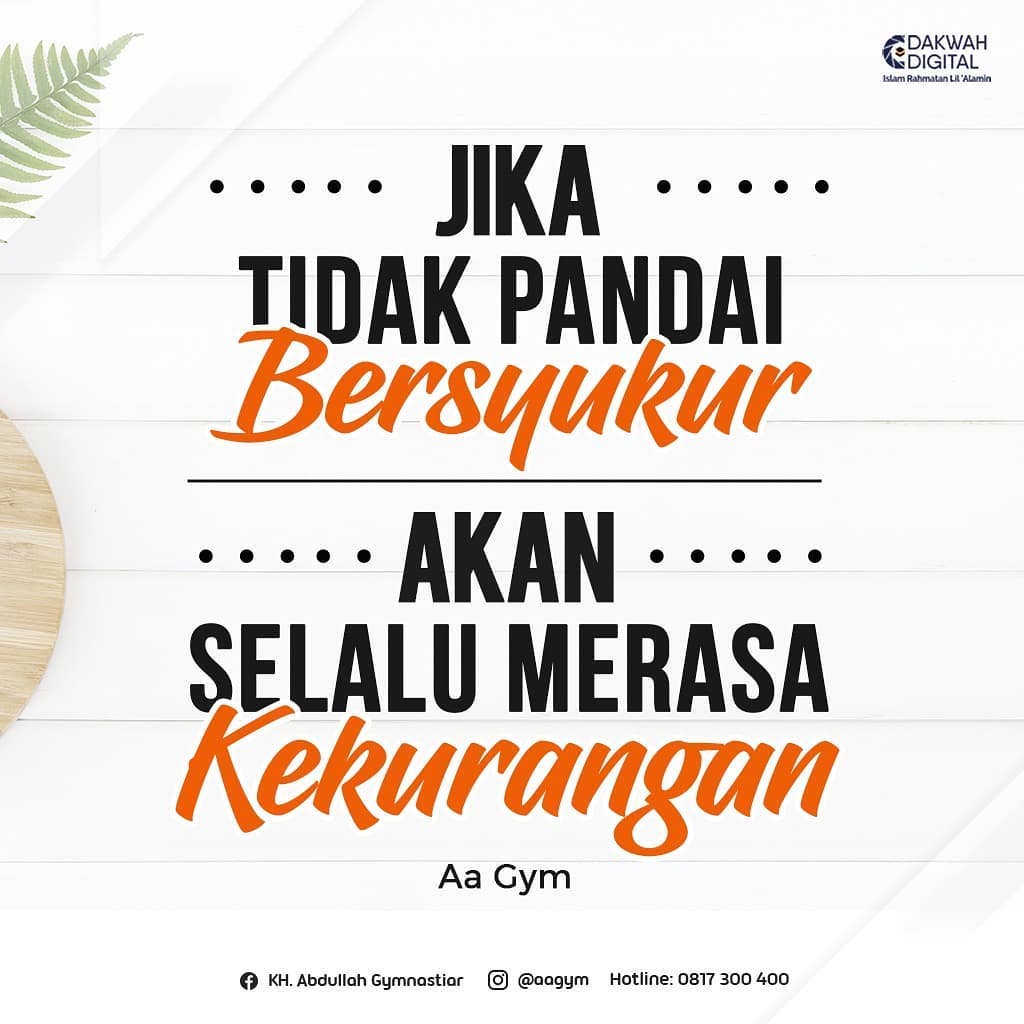 DAKWAH
DIGITAL
Islam Rahmatan Lil 'Alamin
JIKA
TIDAK PANDAI
Bersyukur
AKAN
SELALU MERASA
Kekurangan
Aa Gym
KH. Abdullah Gymnastiar @aagym Hotline: 0817 300 400